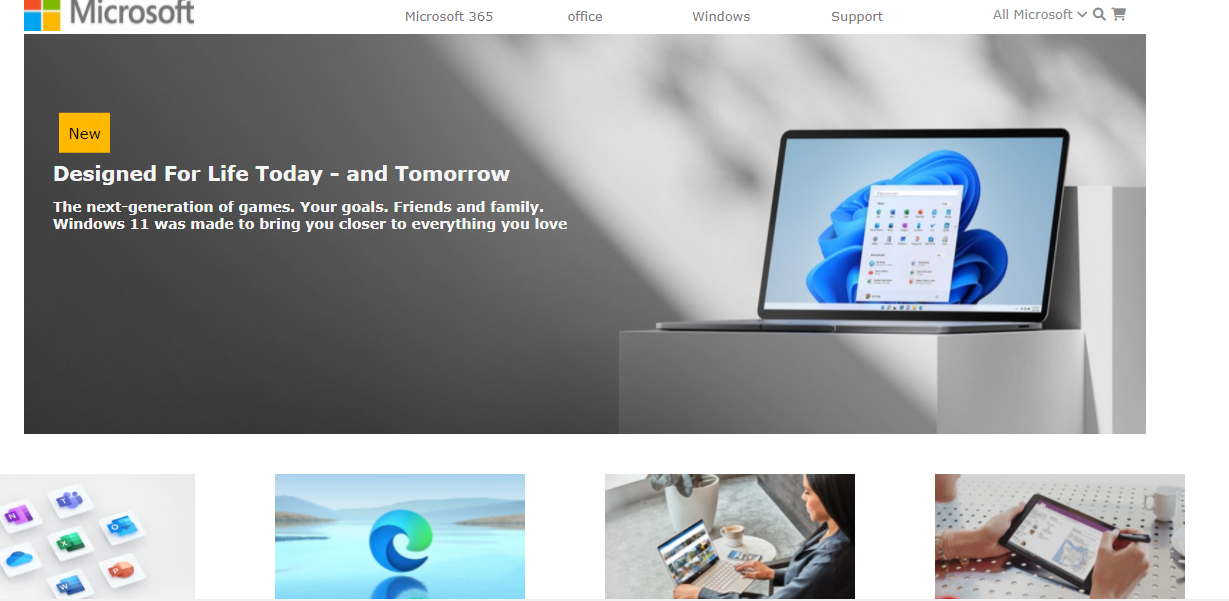 Microsoft
Microsoft 365
office
Windows
Support
All Microsoft
New
Designed For Life Today - and Tomorrow
The next-generation of games. Your goals. Friends and family.
Windows 11 was made to bring you closer to everything you love